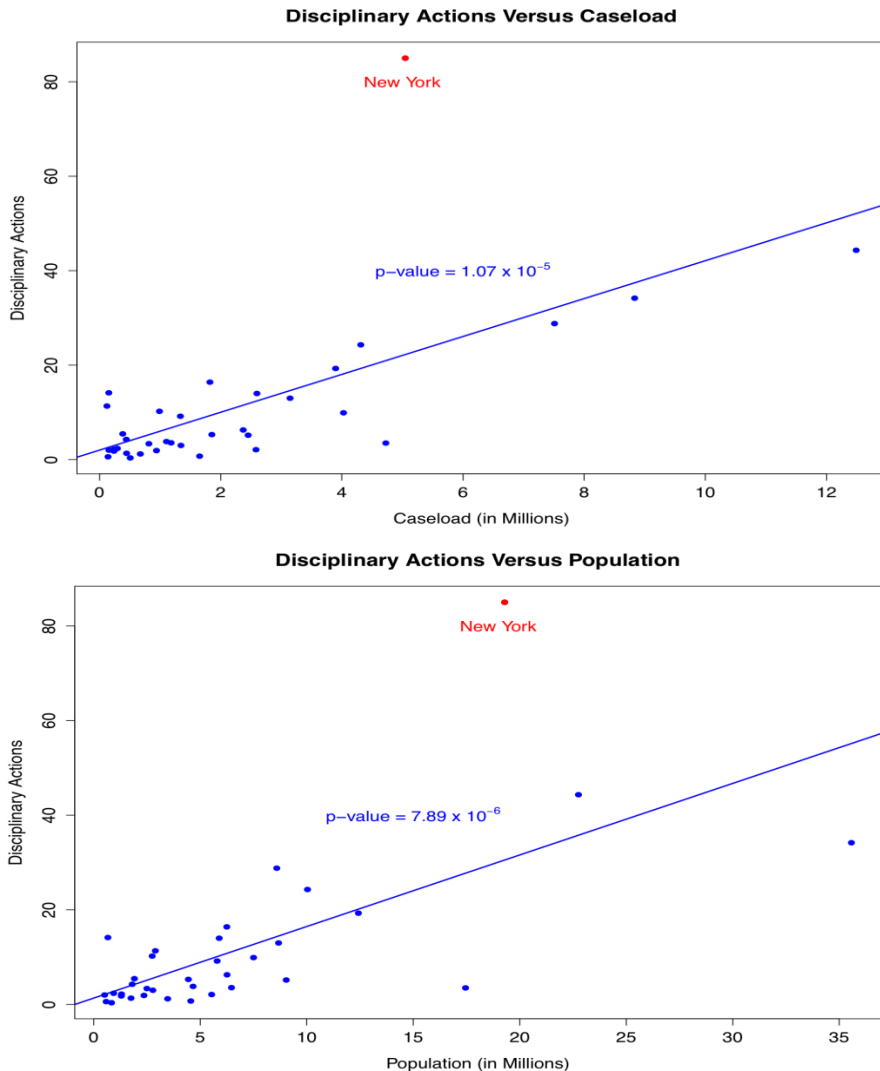 Disciplinary Actions Versus Caseload
80
60
40
20
0
Disciplinary Actions
New York
p−value = 1.07 x 10⁻⁵
0 2 4 6 8 10 12
Caseload (in Millions)
Disciplinary Actions Versus Population
80
60
40
20
0
Disciplinary Actions
New York
p−value = 7.89 x 10⁻⁶
0 5 10 15 20 25 30 35
Population (in Millions)